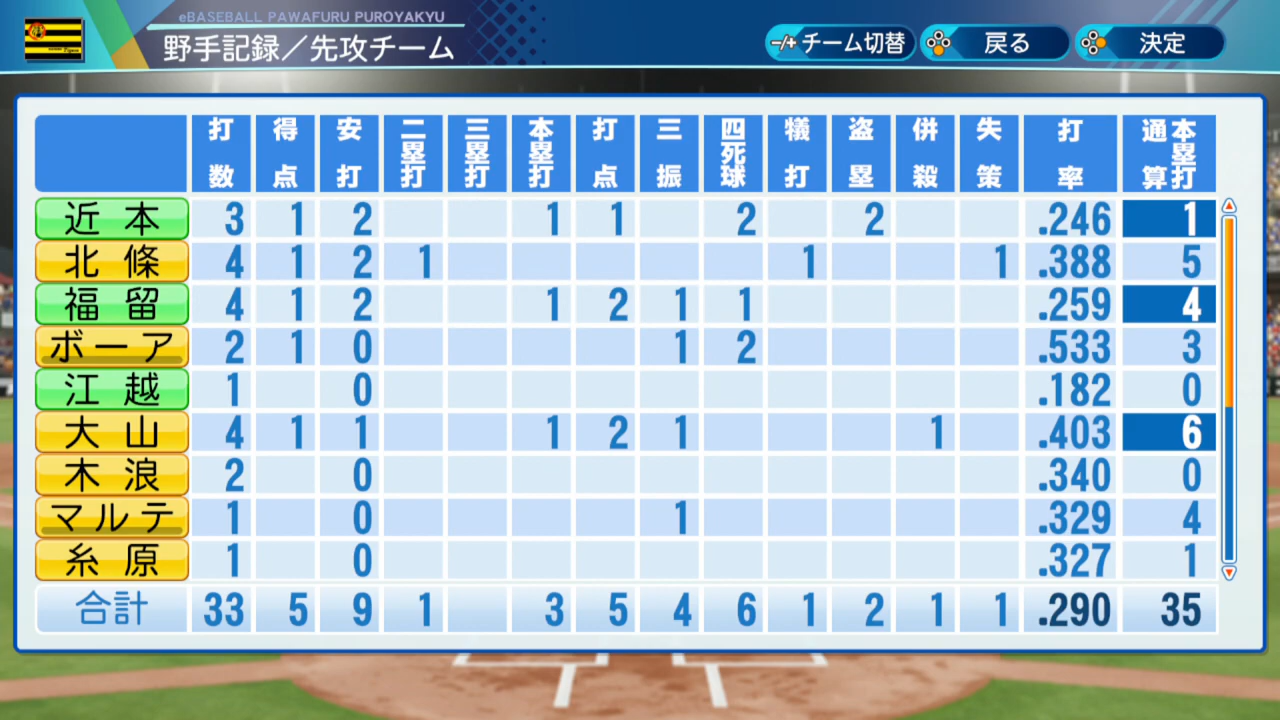 eBASEBALL PAWAFURU PUROYAKYU
野手記録／先攻チーム
-/+ チーム切替 戻る 決定
打数 得点 安打 二塁打 三塁打 本塁打 打点 三振 四死球 犠打 盗塁 併殺 失策 打率 通算本塁打
近本 3 1 2 1 1 2 2 .246 1
北條 4 1 2 1 1 1 .388 5
福留 4 1 2 1 2 1 1 .259 4
ボーア 2 1 0 1 2 .533 3
江越 1 0 .182 0
大山 4 1 1 1 2 1 1 .403 6
木浪 2 0 .340 0
マルテ 1 0 1 .329 4
糸原 1 0 .327 1
合計 33 5 9 1 3 5 4 6 1 2 1 1 .290 35